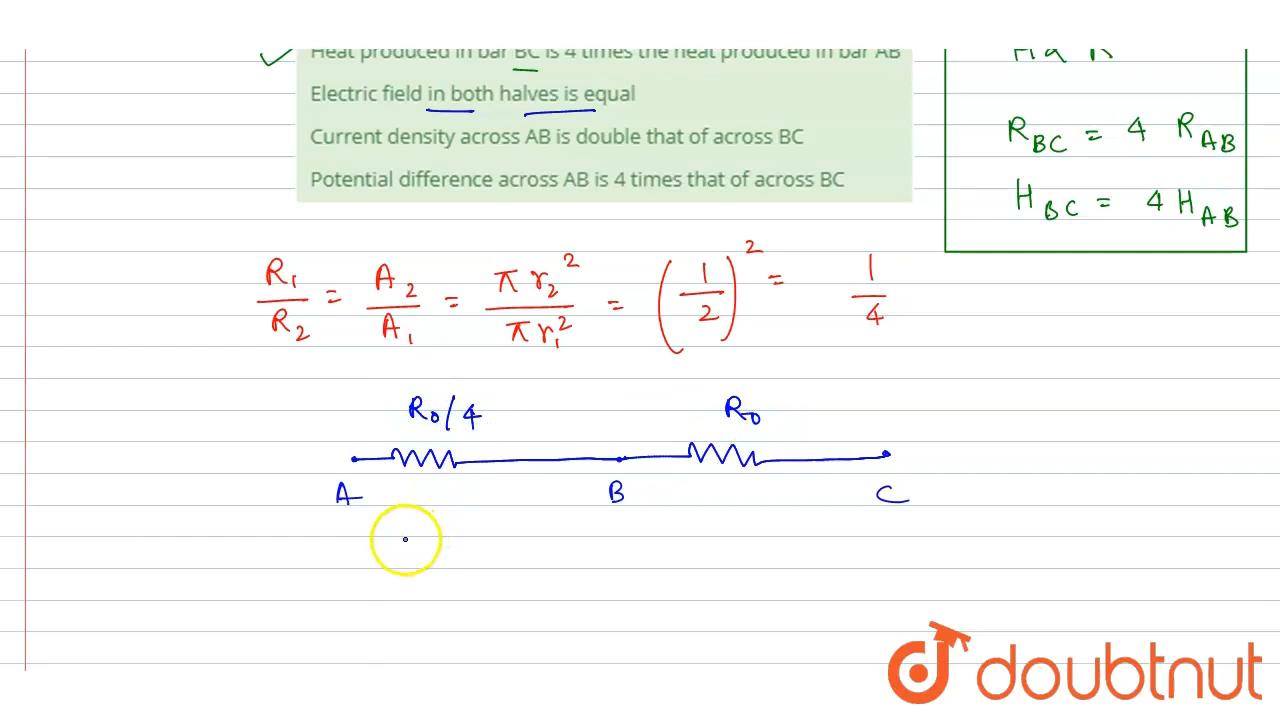 Heat produced in bar BC is 4 times the heat produced in bar AB
Electric field in both halves is equal
Current density across AB is double that of across BC
Potential difference across AB is 4 times that of across BC
H α R
R_BC = 4 R_AB
H_BC = 4 H_AB
R₁/R₂ = A₂/A₁ = πr₂²/πr₁² = (1/2)² = 1/4
R₀/4 R₀
A B C
doubtnut